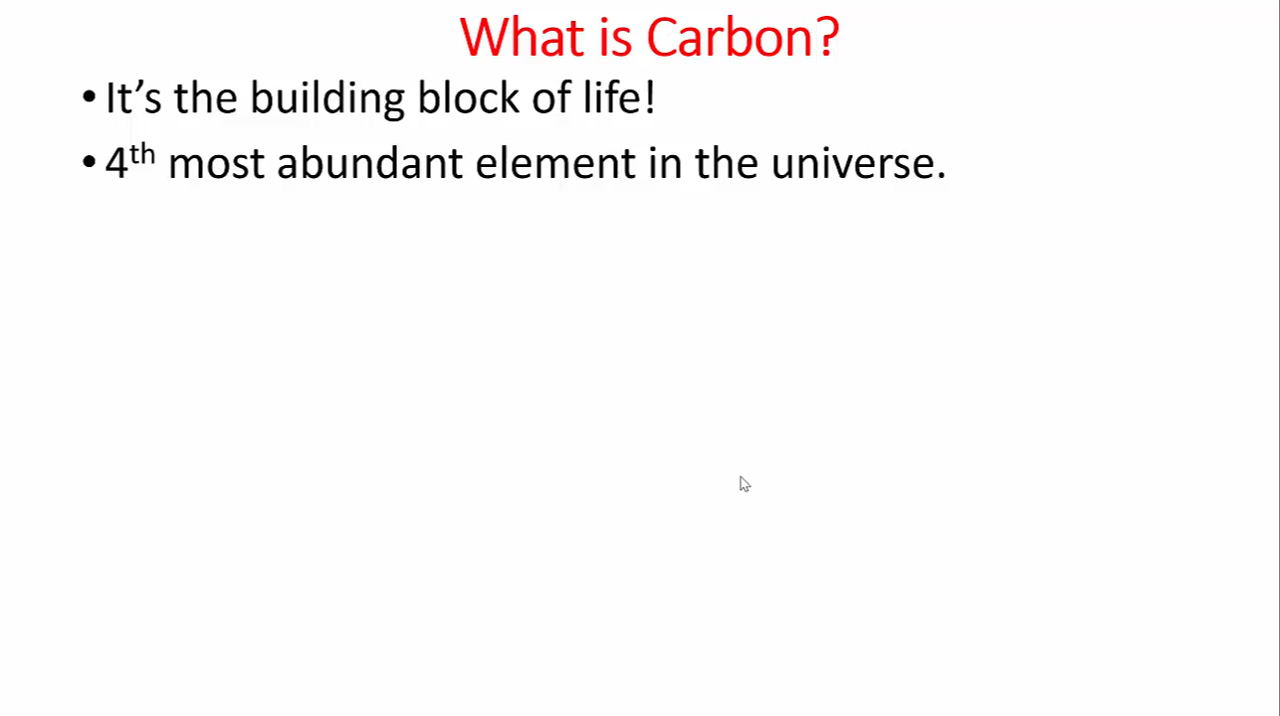 What is Carbon?
• It’s the building block of life!
• 4th most abundant element in the universe.